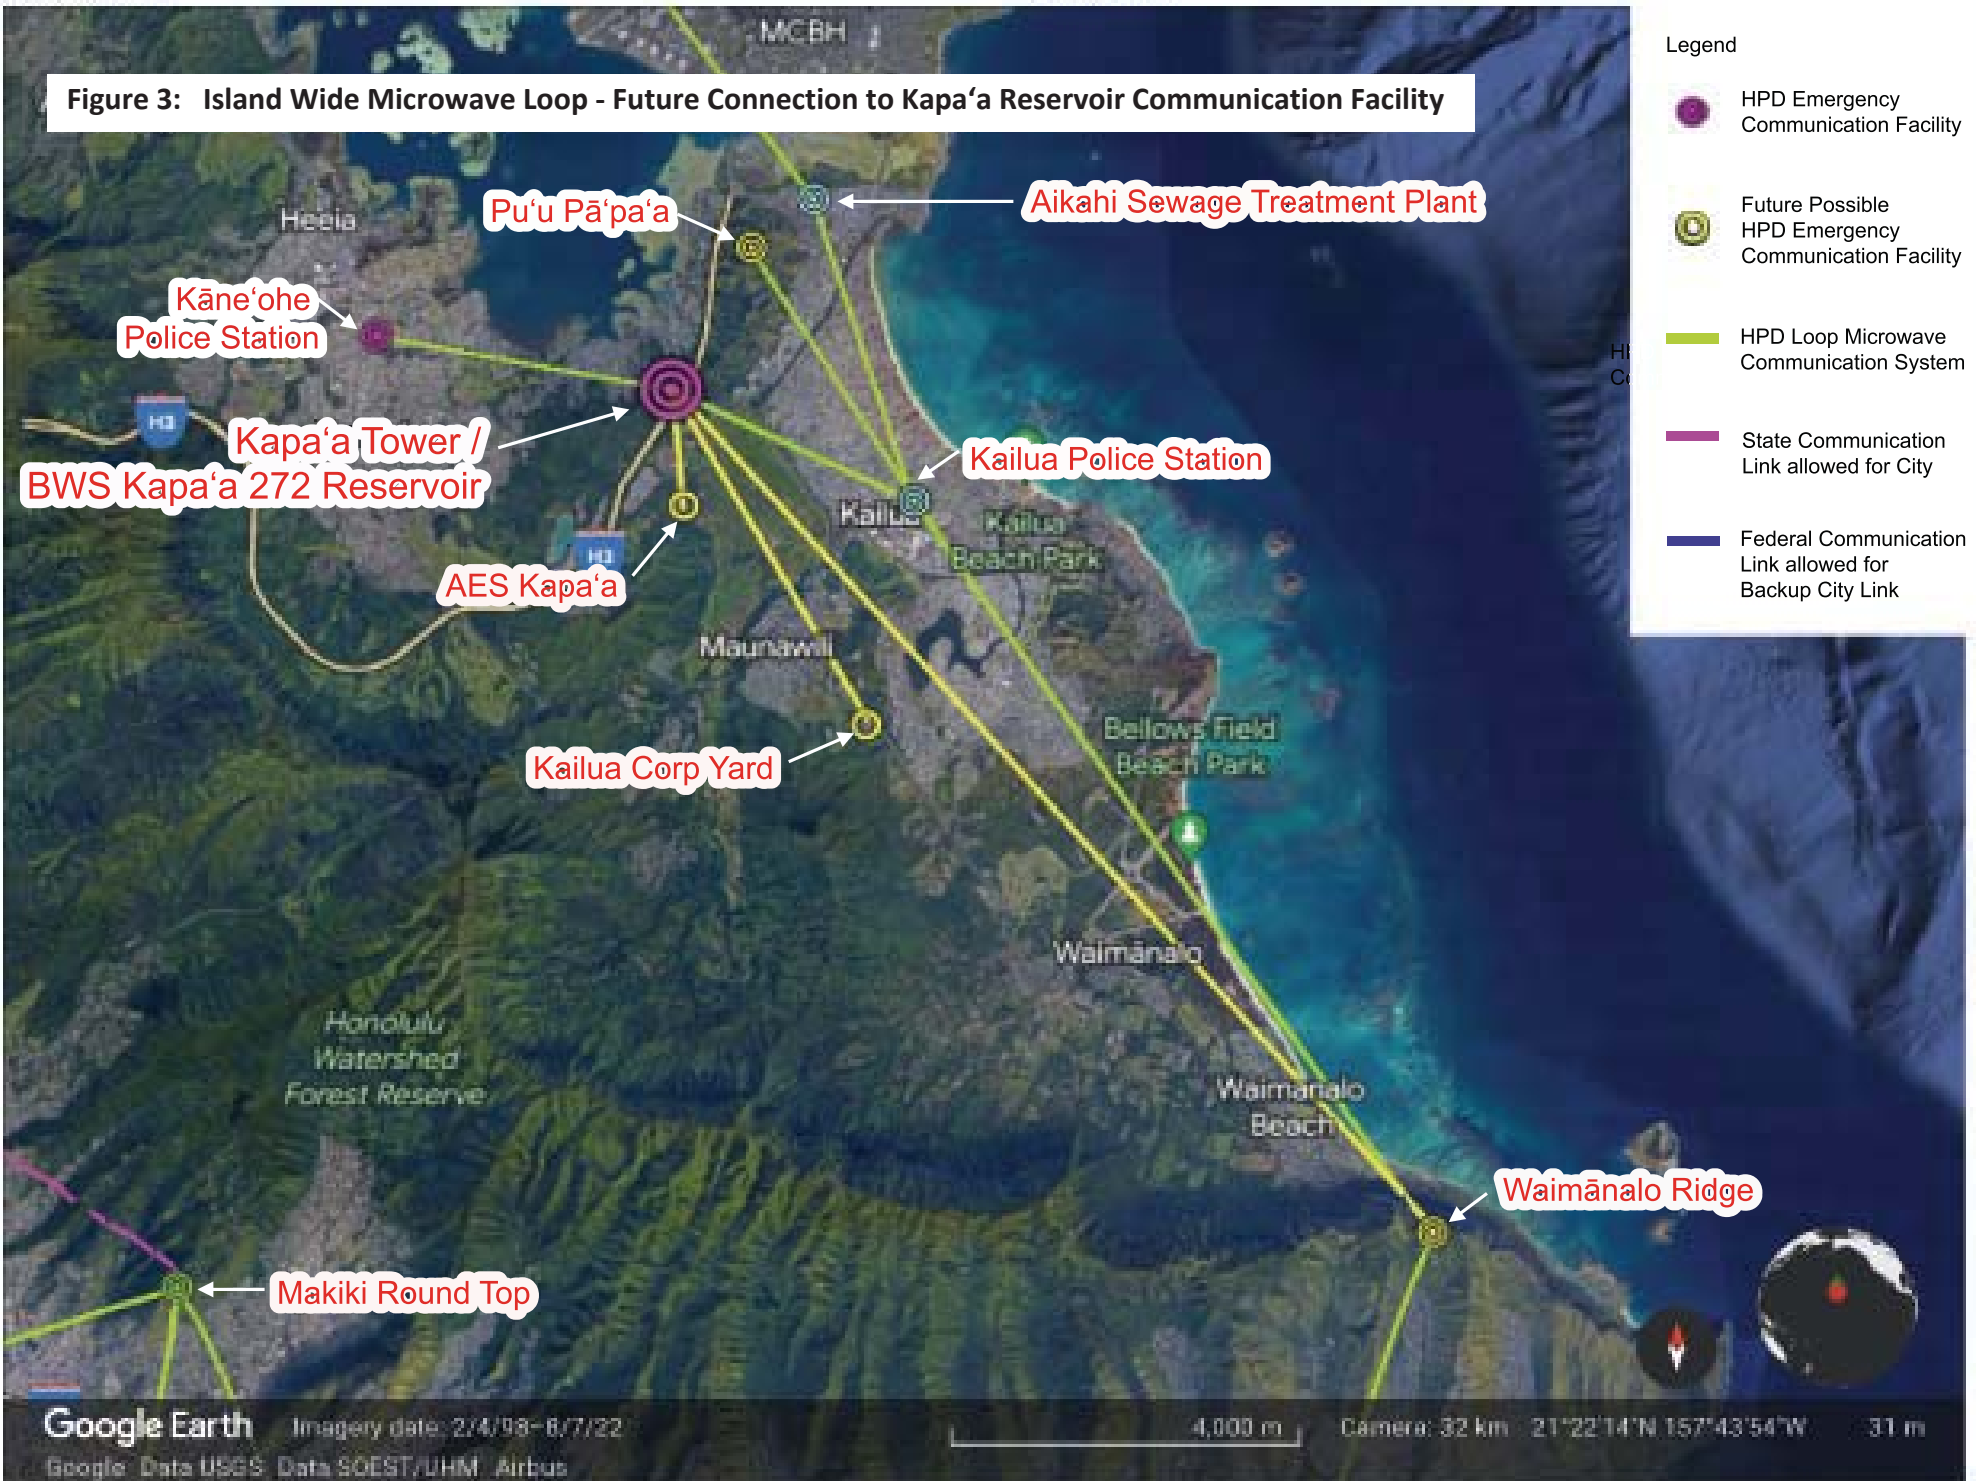 MCBH
Figure 3: Island Wide Microwave Loop - Future Connection to Kapa‘a Reservoir Communication Facility
Legend
HPD Emergency
Communication Facility
Future Possible
HPD Emergency
Communication Facility
HPD Loop Microwave
Communication System
State Communication
Link allowed for City
Federal Communication
Link allowed for
Backup City Link
Pu‘u Pā‘pa‘a
Aikahi Sewage Treatment Plant
Heeia
Kāne‘ohe
Police Station
H3
Kapa‘a Tower /
BWS Kapa‘a 272 Reservoir
Kailua Police Station
Kailua
Kailua
Beach Park
H3
AES Kapa‘a
Maunawili
Kailua Corp Yard
Bellows Field
Beach Park
Waimānalo
Honolulu
Watershed
Forest Reserve
Waimānalo
Beach
Waimānalo Ridge
Makiki Round Top
Google Earth
Imagery date: 2/4/98-8/7/22
4,000 m
Camera: 32 km
21°22'14"N 157°43'54"W
31 m
Google Data USGS Data SOEST/UHM Airbus